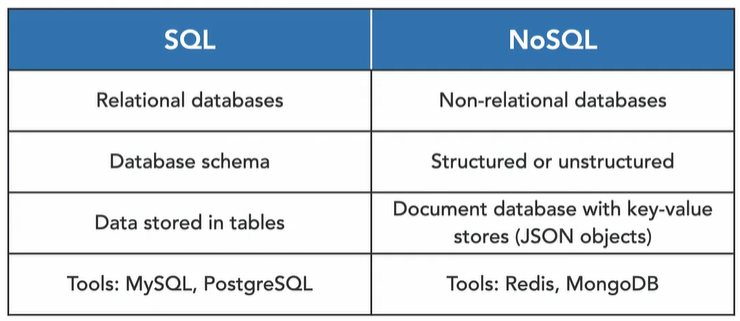 SQL
NoSQL
Relational databases
Non-relational databases
Database schema
Structured or unstructured
Data stored in tables
Document database with key-value
stores (JSON objects)
Tools: MySQL, PostgreSQL
Tools: Redis, MongoDB